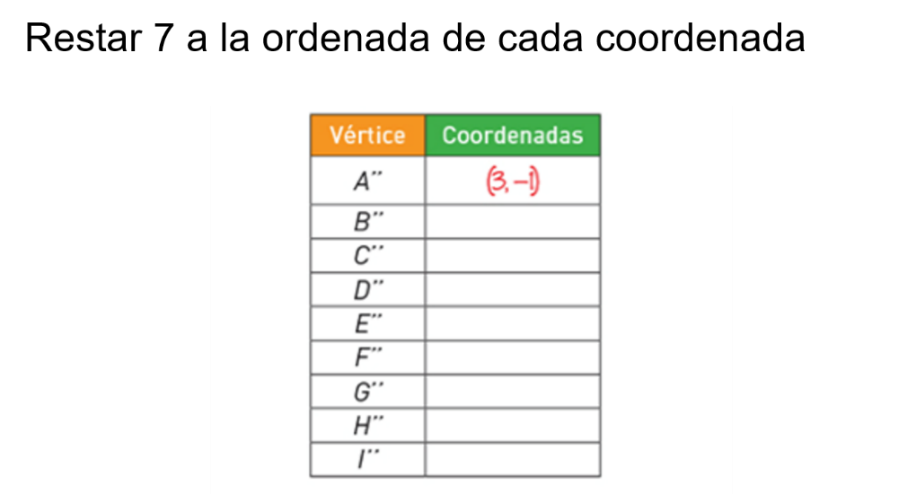 Restar 7 a la ordenada de cada coordenada
Vértice Coordenadas
A'' (3,-1)
B''
C''
D''
E''
F''
G''
H''
I''